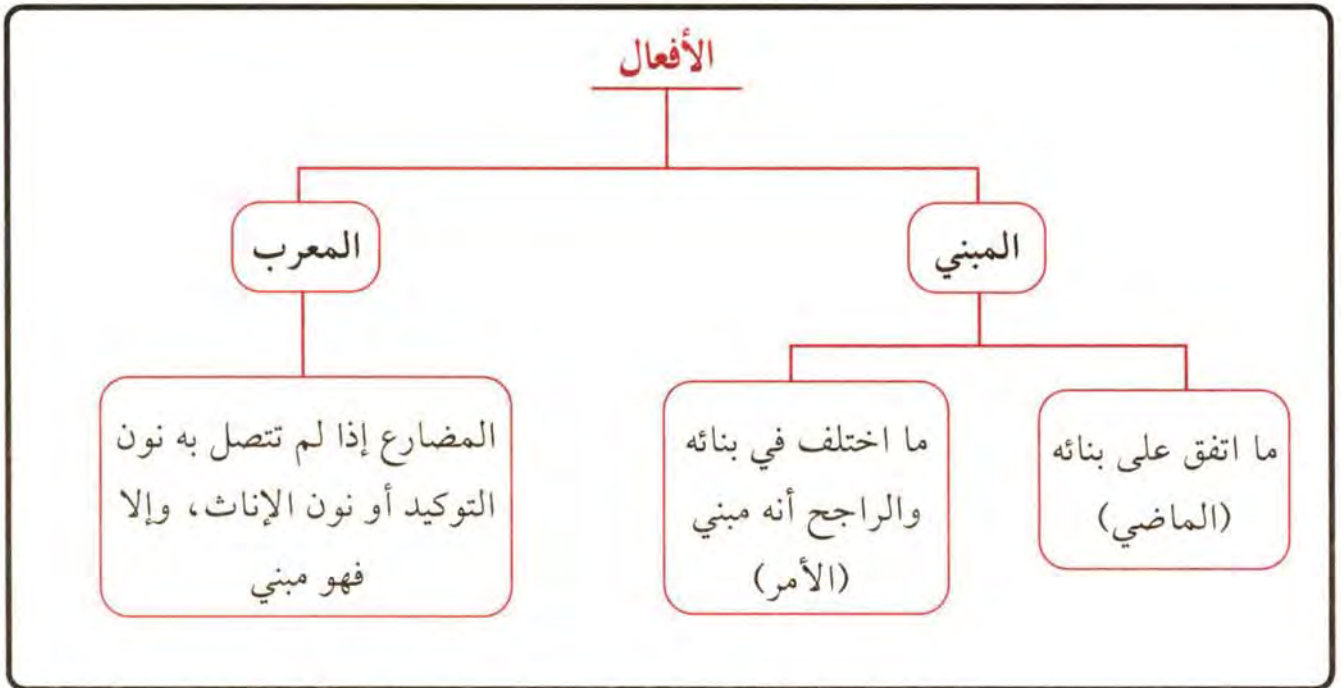 الأفعال
المبني
المعرب
ما اتفق على بنائه
(الماضي)
ما اختلف في بنائه
والراجح أنه مبني
(الأمر)
المضارع إذا لم تتصل به نون
التوكيد أو نون الإناث، وإلا
فهو مبني